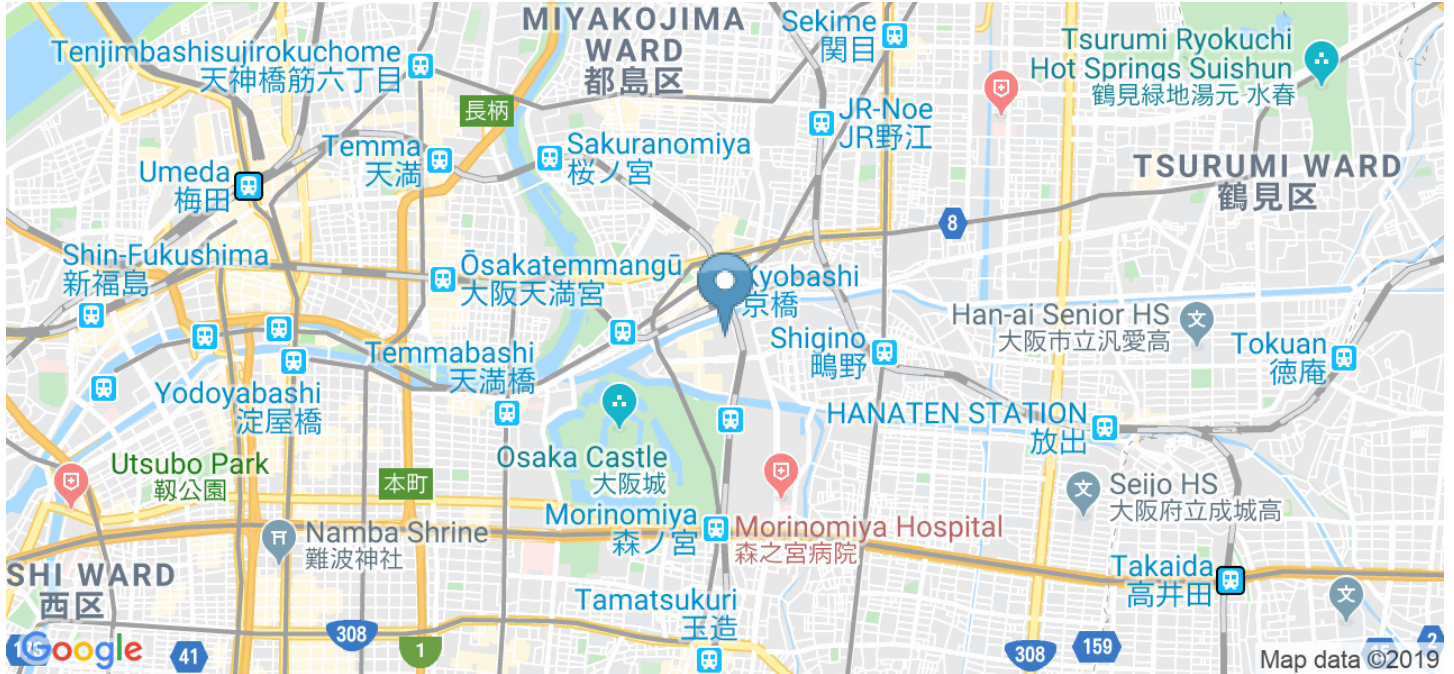 MIYAKOJIMA
WARD
都島区
Sekime
関目
Tenjimbashisujirokuchome
天神橋筋六丁目
Tsurumi Ryokuchi
Hot Springs Suishun
鶴見緑地湯元 水春
長柄
JR-Noe
JR野江
Temma
天満
Sakuranomiya
桜ノ宮
Umeda
梅田
TSURUMI WARD
鶴見区
8
Shin-Fukushima
新福島
Ōsakatemmangū
大阪天満宮
Kyobashi
京橋
Han-ai Senior HS
大阪市立汎愛高
文
Shigino
鴫野
Tokuan
徳庵
Temmabashi
天満橋
Yodoyabashi
淀屋橋
HANATEN STATION
放出
Osaka Castle
大阪城
Utsubo Park
靱公園
本町
文
Seijo HS
大阪府立成城高
Namba Shrine
難波神社
Morinomiya
森ノ宮
Morinomiya Hospital
森之宮病院
SHI WARD
西区
Takaida
高井田
文
Tamatsukuri
玉造
Google
41
308
1
308
159
2
Map data ©2019